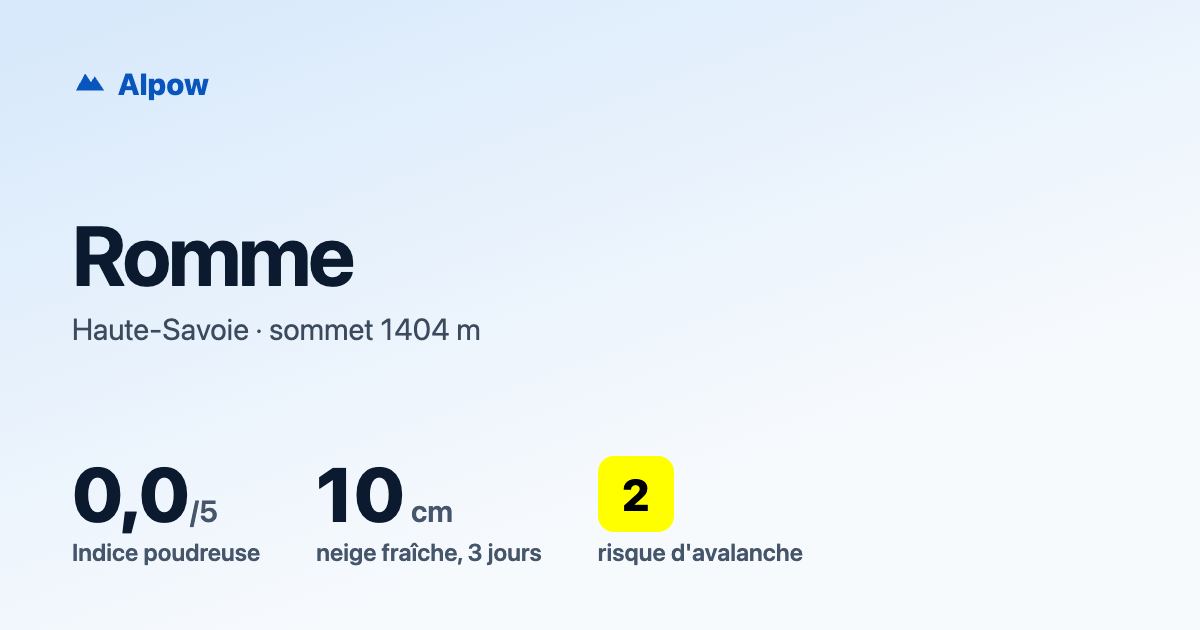 Alpow
Romme
Haute-Savoie · sommet 1404 m
0,0/5
Indice poudreuse
10 cm
neige fraîche, 3 jours
2
risque d'avalanche